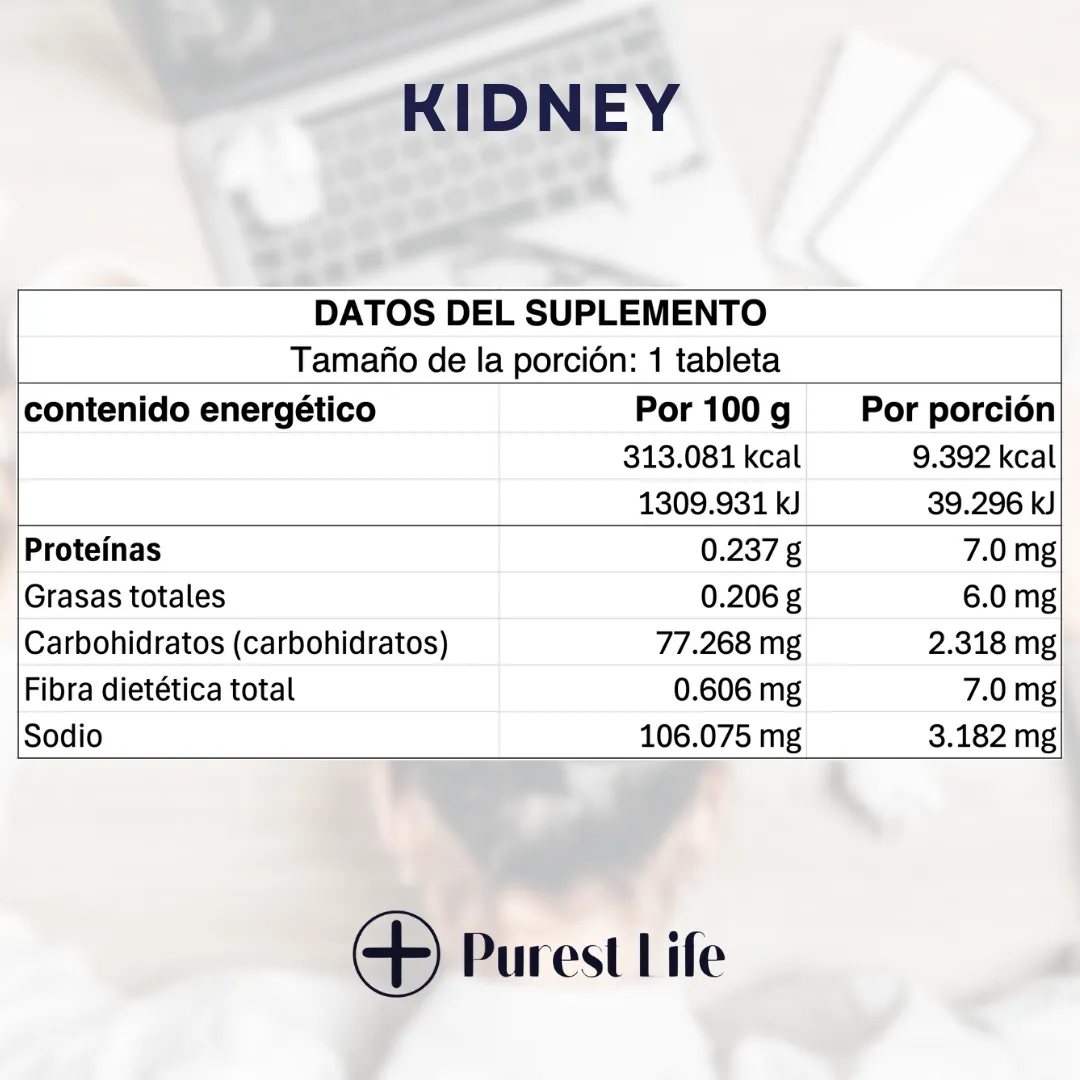 KIDNEY
DATOS DEL SUPLEMENTO
Tamaño de la porción: 1 tableta
contenido energético Por 100 g Por porción
313.081 kcal 9.392 kcal
1309.931 kJ 39.296 kJ
Proteínas 0.237 g 7.0 mg
Grasas totales 0.206 g 6.0 mg
Carbohidratos (carbohidratos) 77.268 mg 2.318 mg
Fibra dietética total 0.606 mg 7.0 mg
Sodio 106.075 mg 3.182 mg
Purest Life